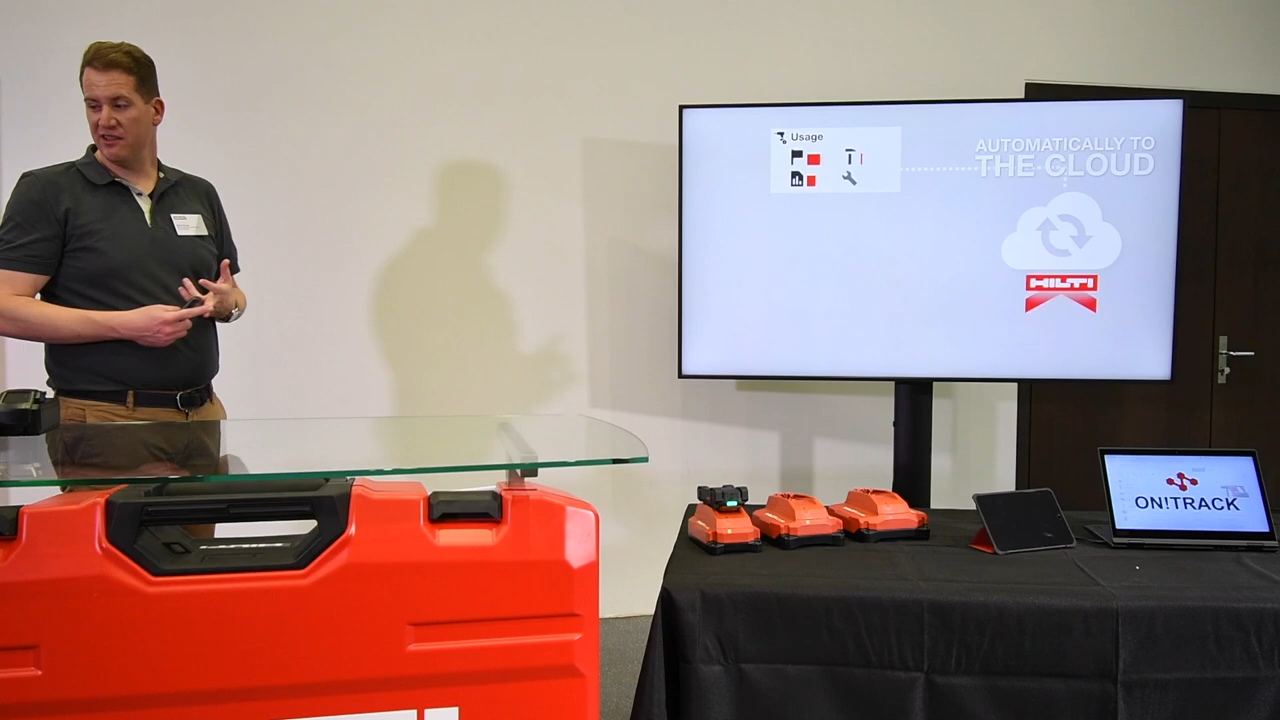 Usage
AUTOMATICALLY TO
THE CLOUD
HILTI
ON!TRACK